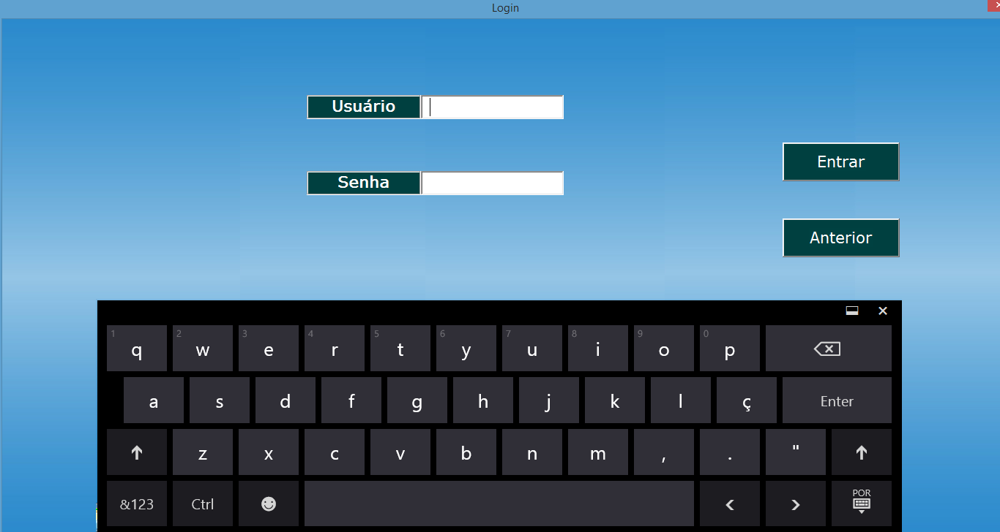 Login
Usuário
Senha
Entrar
Anterior
1 q 2 w 3 e 4 r 5 t 6 y 7 u 8 i 9 o 0 p
a s d f g h j k l ç Enter
z x c v b n m , . "
&123 Ctrl < > POR